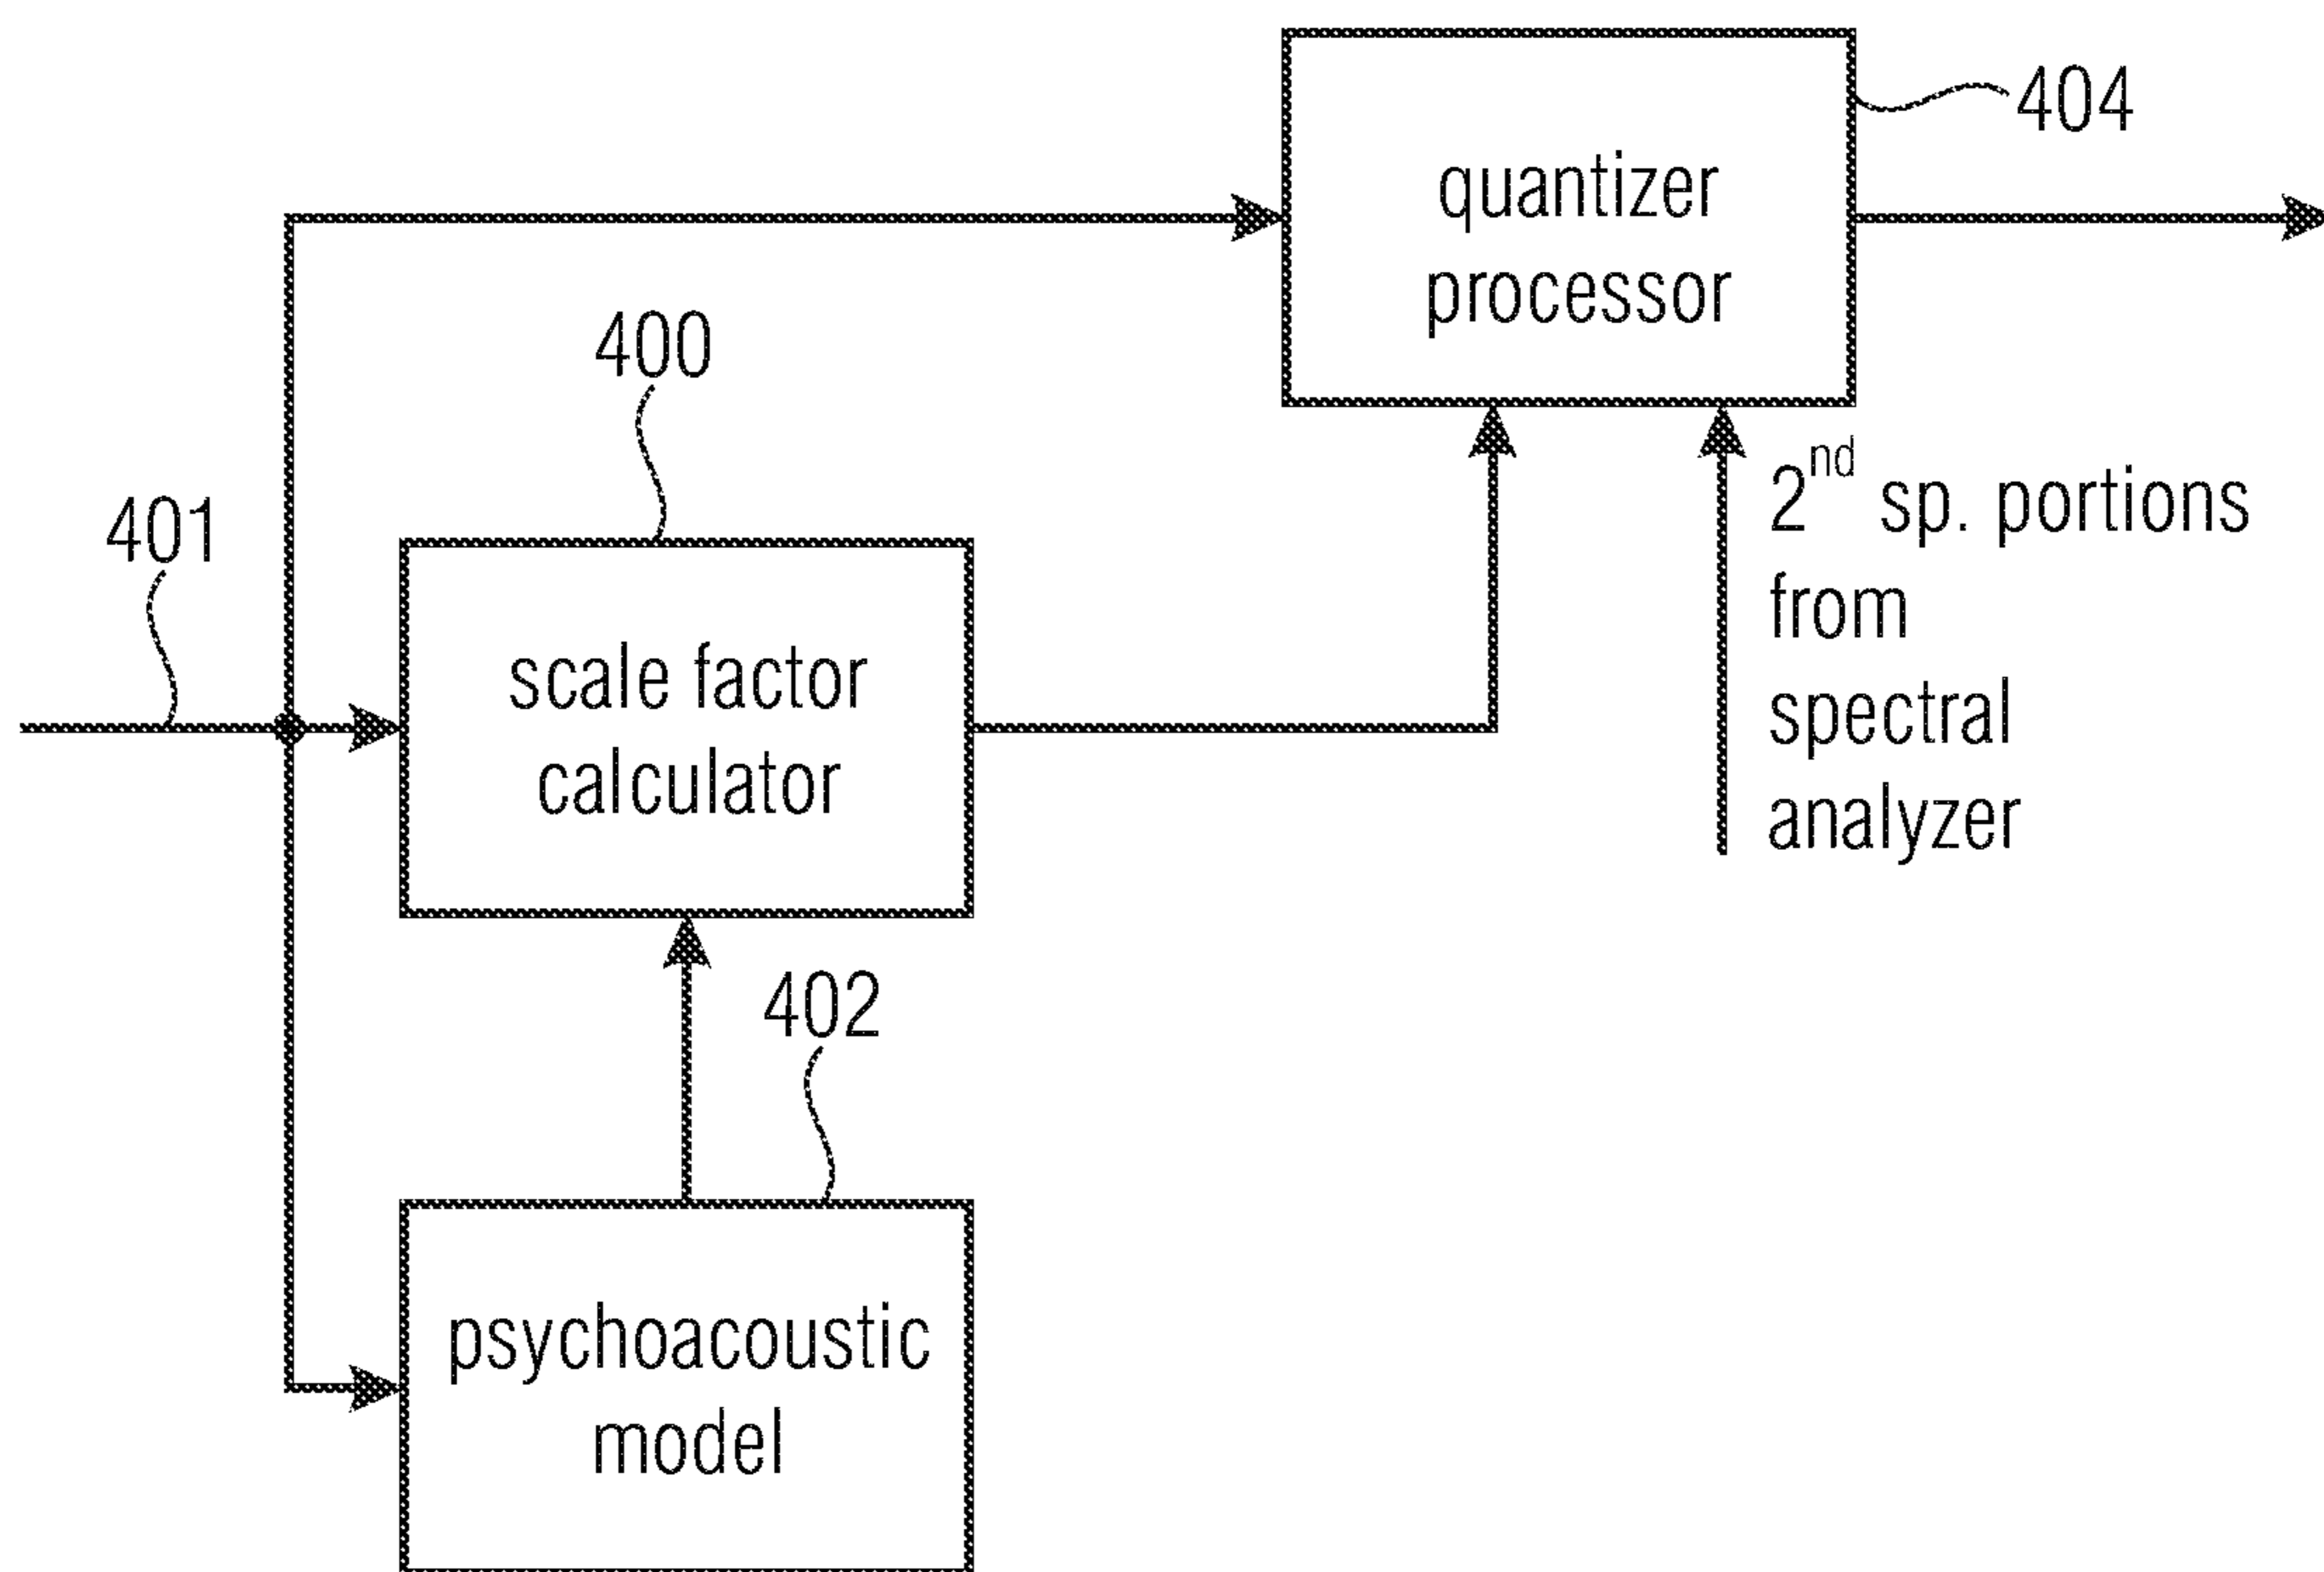 404
quantizer
processor
400
2nd sp. portions
from
spectral
analyzer
401
scale factor
calculator
402
psychoacoustic
model